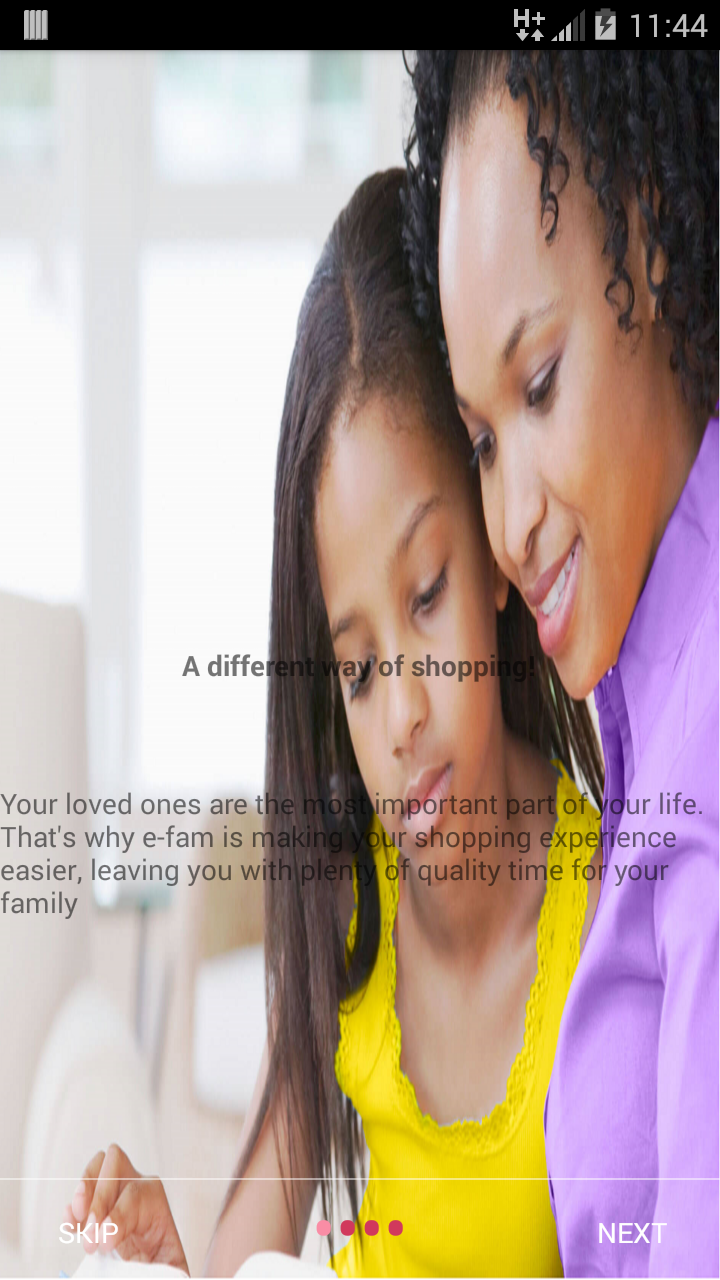 11:44
A different way of shopping!
Your loved ones are the most important part of your life.
That's why e-fam is making your shopping experience
easier, leaving you with plenty of quality time for your
family
SKIP NEXT